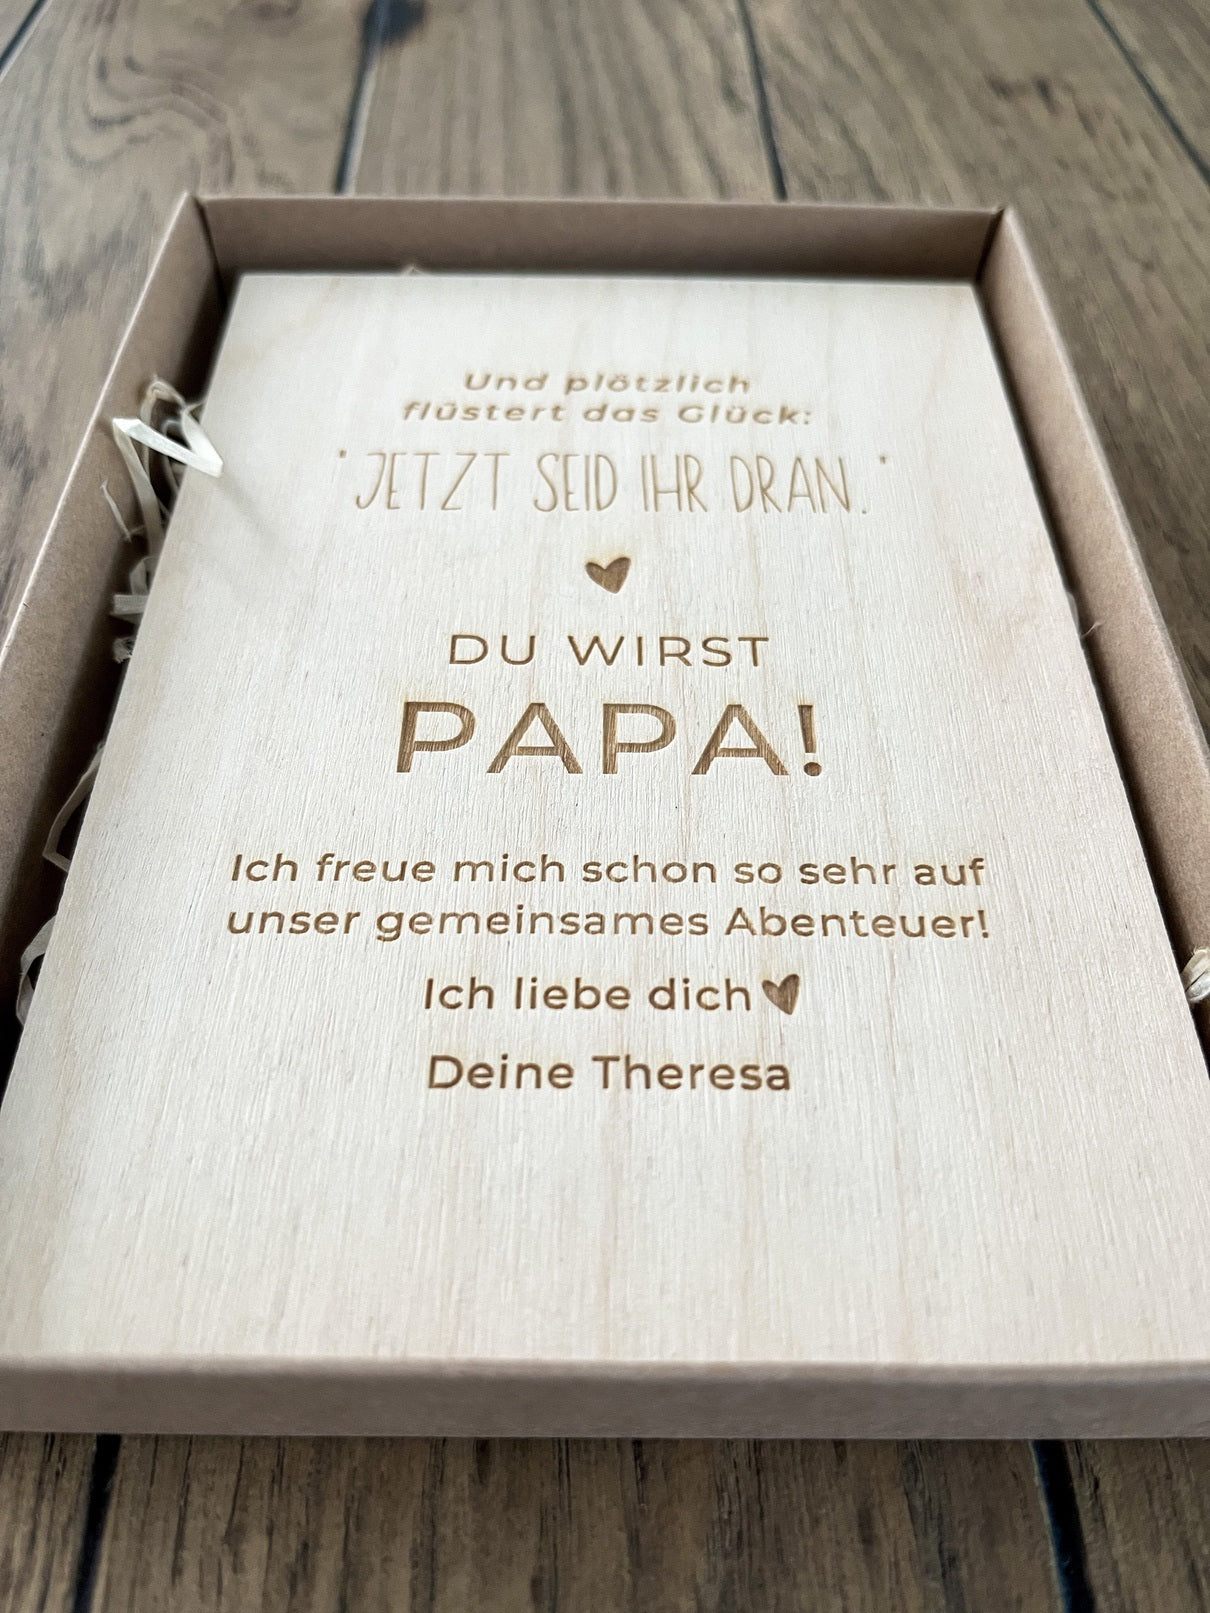 Und plötzlich
flüstert das Glück:
"JETZT SEID IHR DRAN."
DU WIRST
PAPA!
Ich freue mich schon so sehr auf
unser gemeinsames Abenteuer!
Ich liebe dich
Deine Theresa